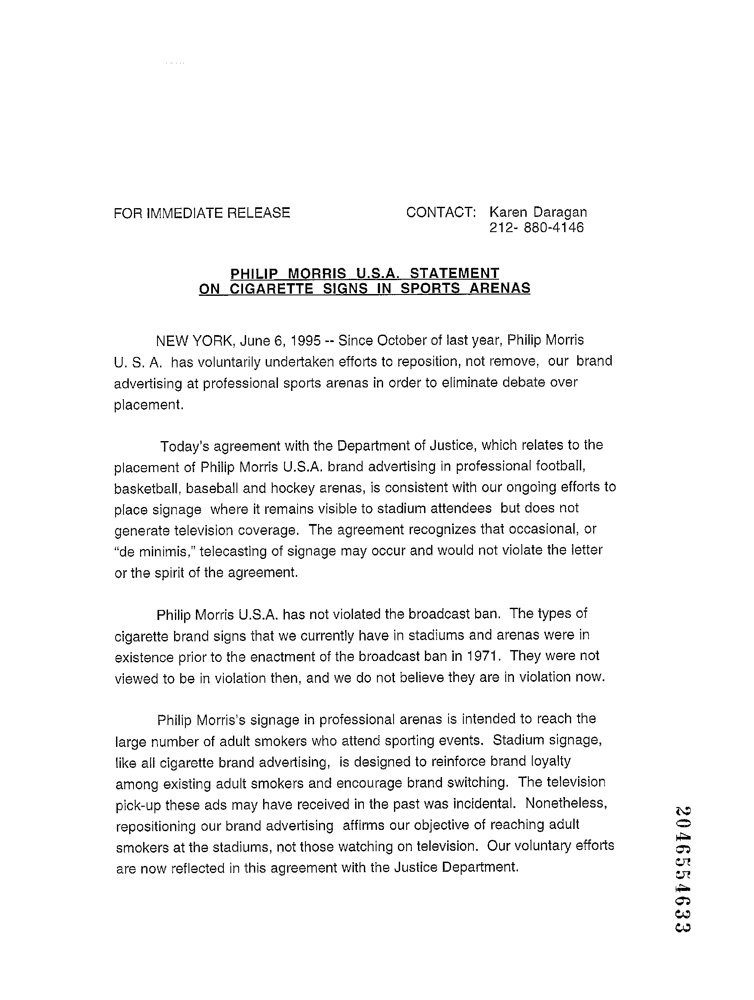 FOR IMMEDIATE RELEASE
CONTACT: Karen Daragan
212- 880-4146
PHILIP MORRIS U.S.A. STATEMENT
ON CIGARETTE SIGNS IN SPORTS ARENAS
NEW YORK, June 6, 1995 -- Since October of last year, Philip Morris
U. S. A. has voluntarily undertaken efforts to reposition, not remove, our brand
advertising at professional sports arenas in order to eliminate debate over
placement.
Today's agreement with the Department of Justice, which relates to the
placement of Philip Morris U.S.A. brand advertising in professional football,
basketball, baseball and hockey arenas, is consistent with our ongoing efforts to
place signage where it remains visible to stadium attendees but does not
generate television coverage. The agreement recognizes that occasional, or
“de minimis,” telecasting of signage may occur and would not violate the letter
or the spirit of the agreement.
Philip Morris U.S.A. has not violated the broadcast ban. The types of
cigarette brand signs that we currently have in stadiums and arenas were in
existence prior to the enactment of the broadcast ban in 1971. They were not
viewed to be in violation then, and we do not believe they are in violation now.
Philip Morris's signage in professional arenas is intended to reach the
large number of adult smokers who attend sporting events. Stadium signage,
like all cigarette brand advertising, is designed to reinforce brand loyalty
among existing adult smokers and encourage brand switching. The television
pick-up these ads may have received in the past was incidental. Nonetheless,
repositioning our brand advertising affirms our objective of reaching adult
smokers at the stadiums, not those watching on television. Our voluntary efforts
are now reflected in this agreement with the Justice Department.
2046554633